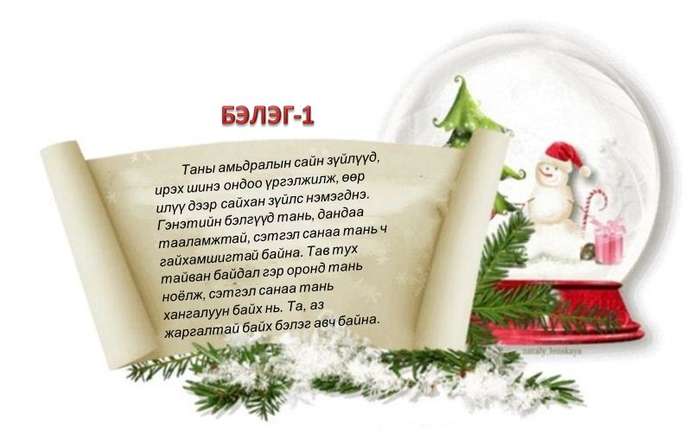 БЭЛЭГ-1
Таны амьдралын сайн зүйлүүд,
ирэх шинэ ондоо үргэлжилж, өөр
илүү дээр сайхан зүйлс нэмэгднэ.
Гэнэтийн бэлгүүд тань, дандаа
тааламжтай, сэтгэл санаа тань ч
гайхамшигтай байна. Тав тух
тайван байдал гэр оронд тань
ноёлж, сэтгэл санаа тань
хангалуун байх нь. Та, аз
жаргалтай байх бэлэг авч байна.